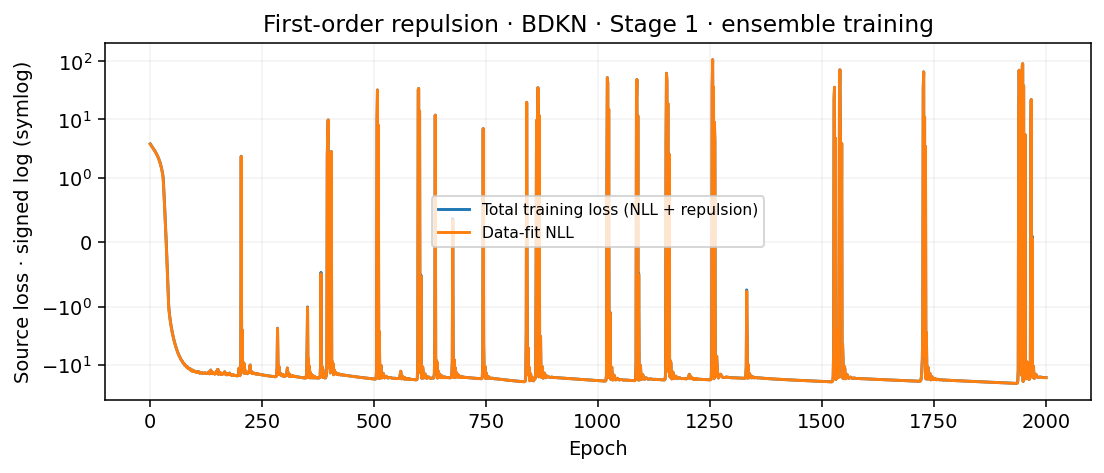 First-order repulsion · BDKN · Stage 1 · ensemble training
Source loss · signed log (symlog)
10²
10¹
10⁰
0
−10⁰
−10¹
Total training loss (NLL + repulsion)
Data-fit NLL
0 250 500 750 1000 1250 1500 1750 2000
Epoch